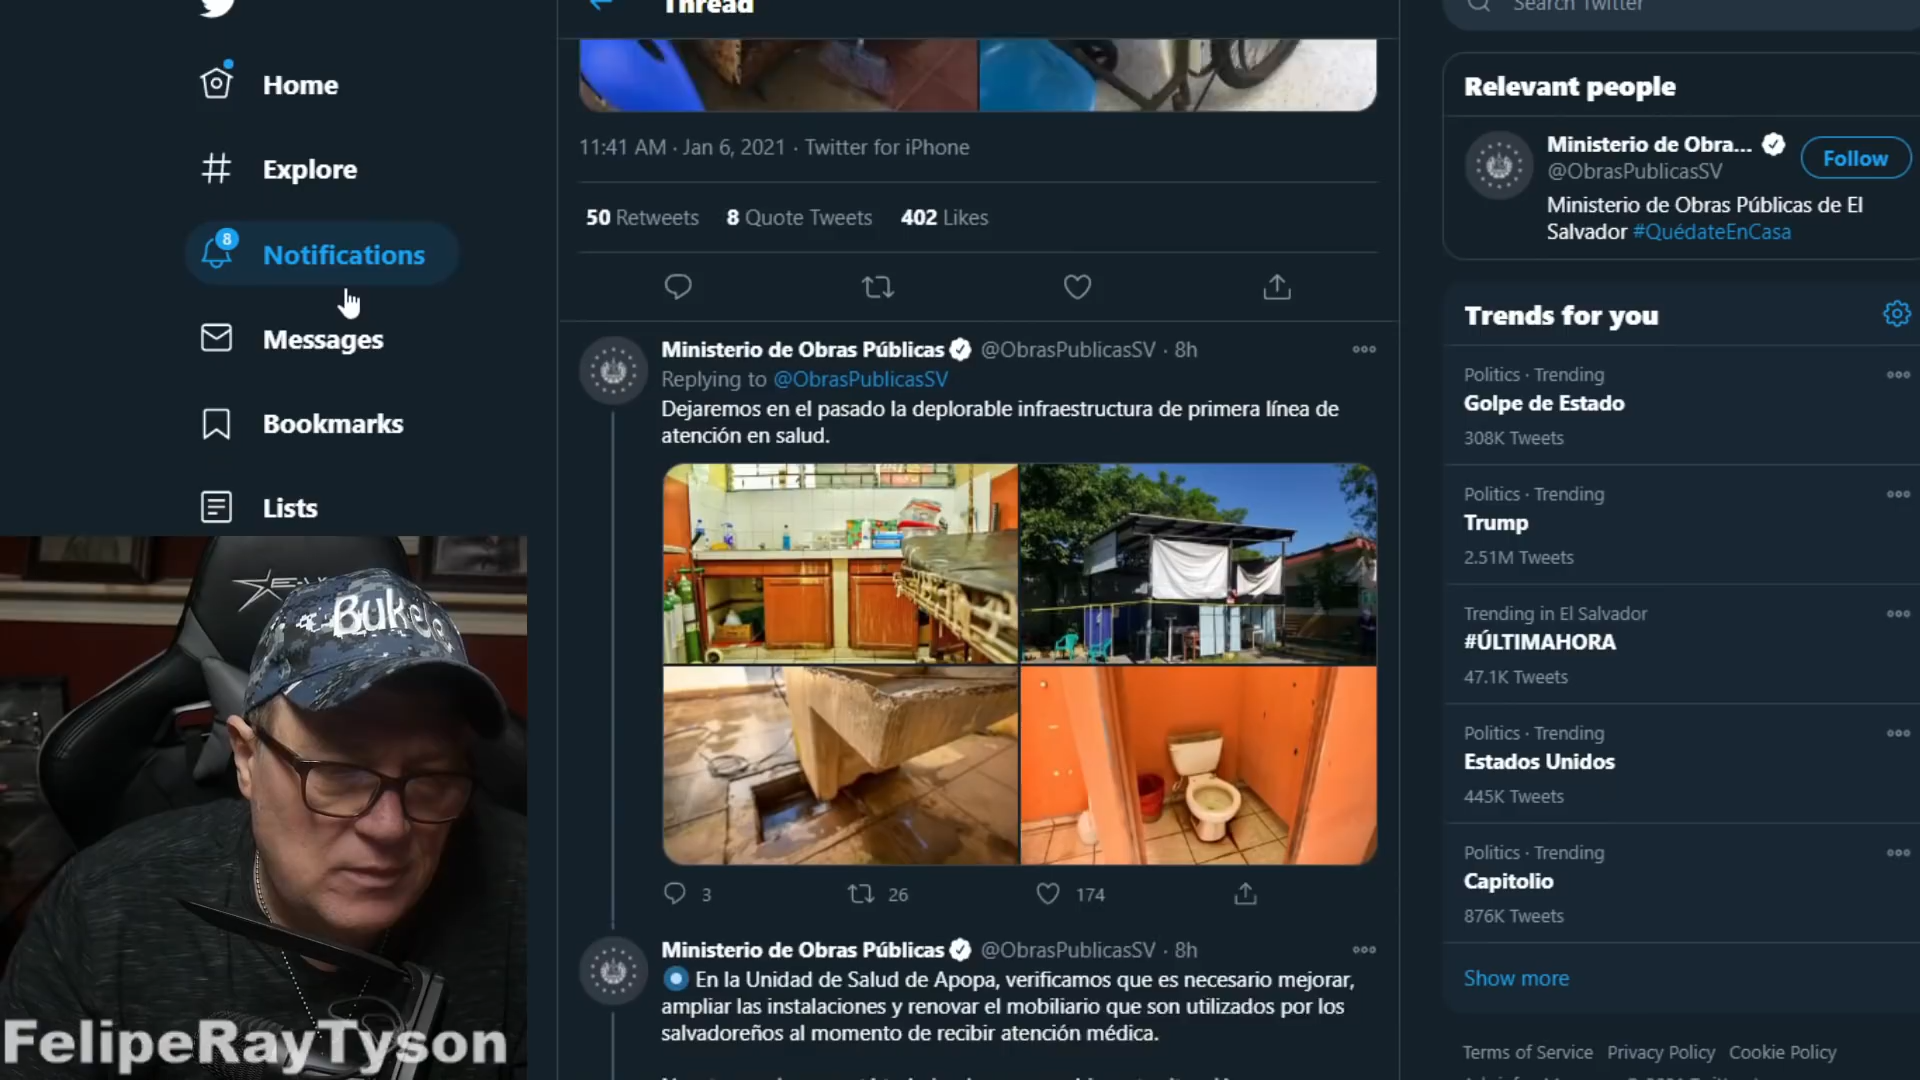 Home
Explore
8
Notifications
Messages
Bookmarks
Lists
Bukele
FelipeRayTyson
Thread
11:41 AM · Jan 6, 2021 · Twitter for iPhone
50 Retweets 8 Quote Tweets 402 Likes
Ministerio de Obras Públicas @ObrasPublicasSV · 8h
Replying to @ObrasPublicasSV
Dejaremos en el pasado la deplorable infraestructura de primera línea de
atención en salud.
3 26 174
Ministerio de Obras Públicas @ObrasPublicasSV · 8h
En la Unidad de Salud de Apopa, verificamos que es necesario mejorar,
ampliar las instalaciones y renovar el mobiliario que son utilizados por los
salvadoreños al momento de recibir atención médica.
Search Twitter
Relevant people
Ministerio de Obra...
Follow
@ObrasPublicasSV
Ministerio de Obras Públicas de El
Salvador #QuédateEnCasa
Trends for you
Politics · Trending
Golpe de Estado
308K Tweets
Politics · Trending
Trump
2.51M Tweets
Trending in El Salvador
#ÚLTIMAHORA
47.1K Tweets
Politics · Trending
Estados Unidos
445K Tweets
Politics · Trending
Capitolio
876K Tweets
Show more
Terms of Service Privacy Policy Cookie Policy